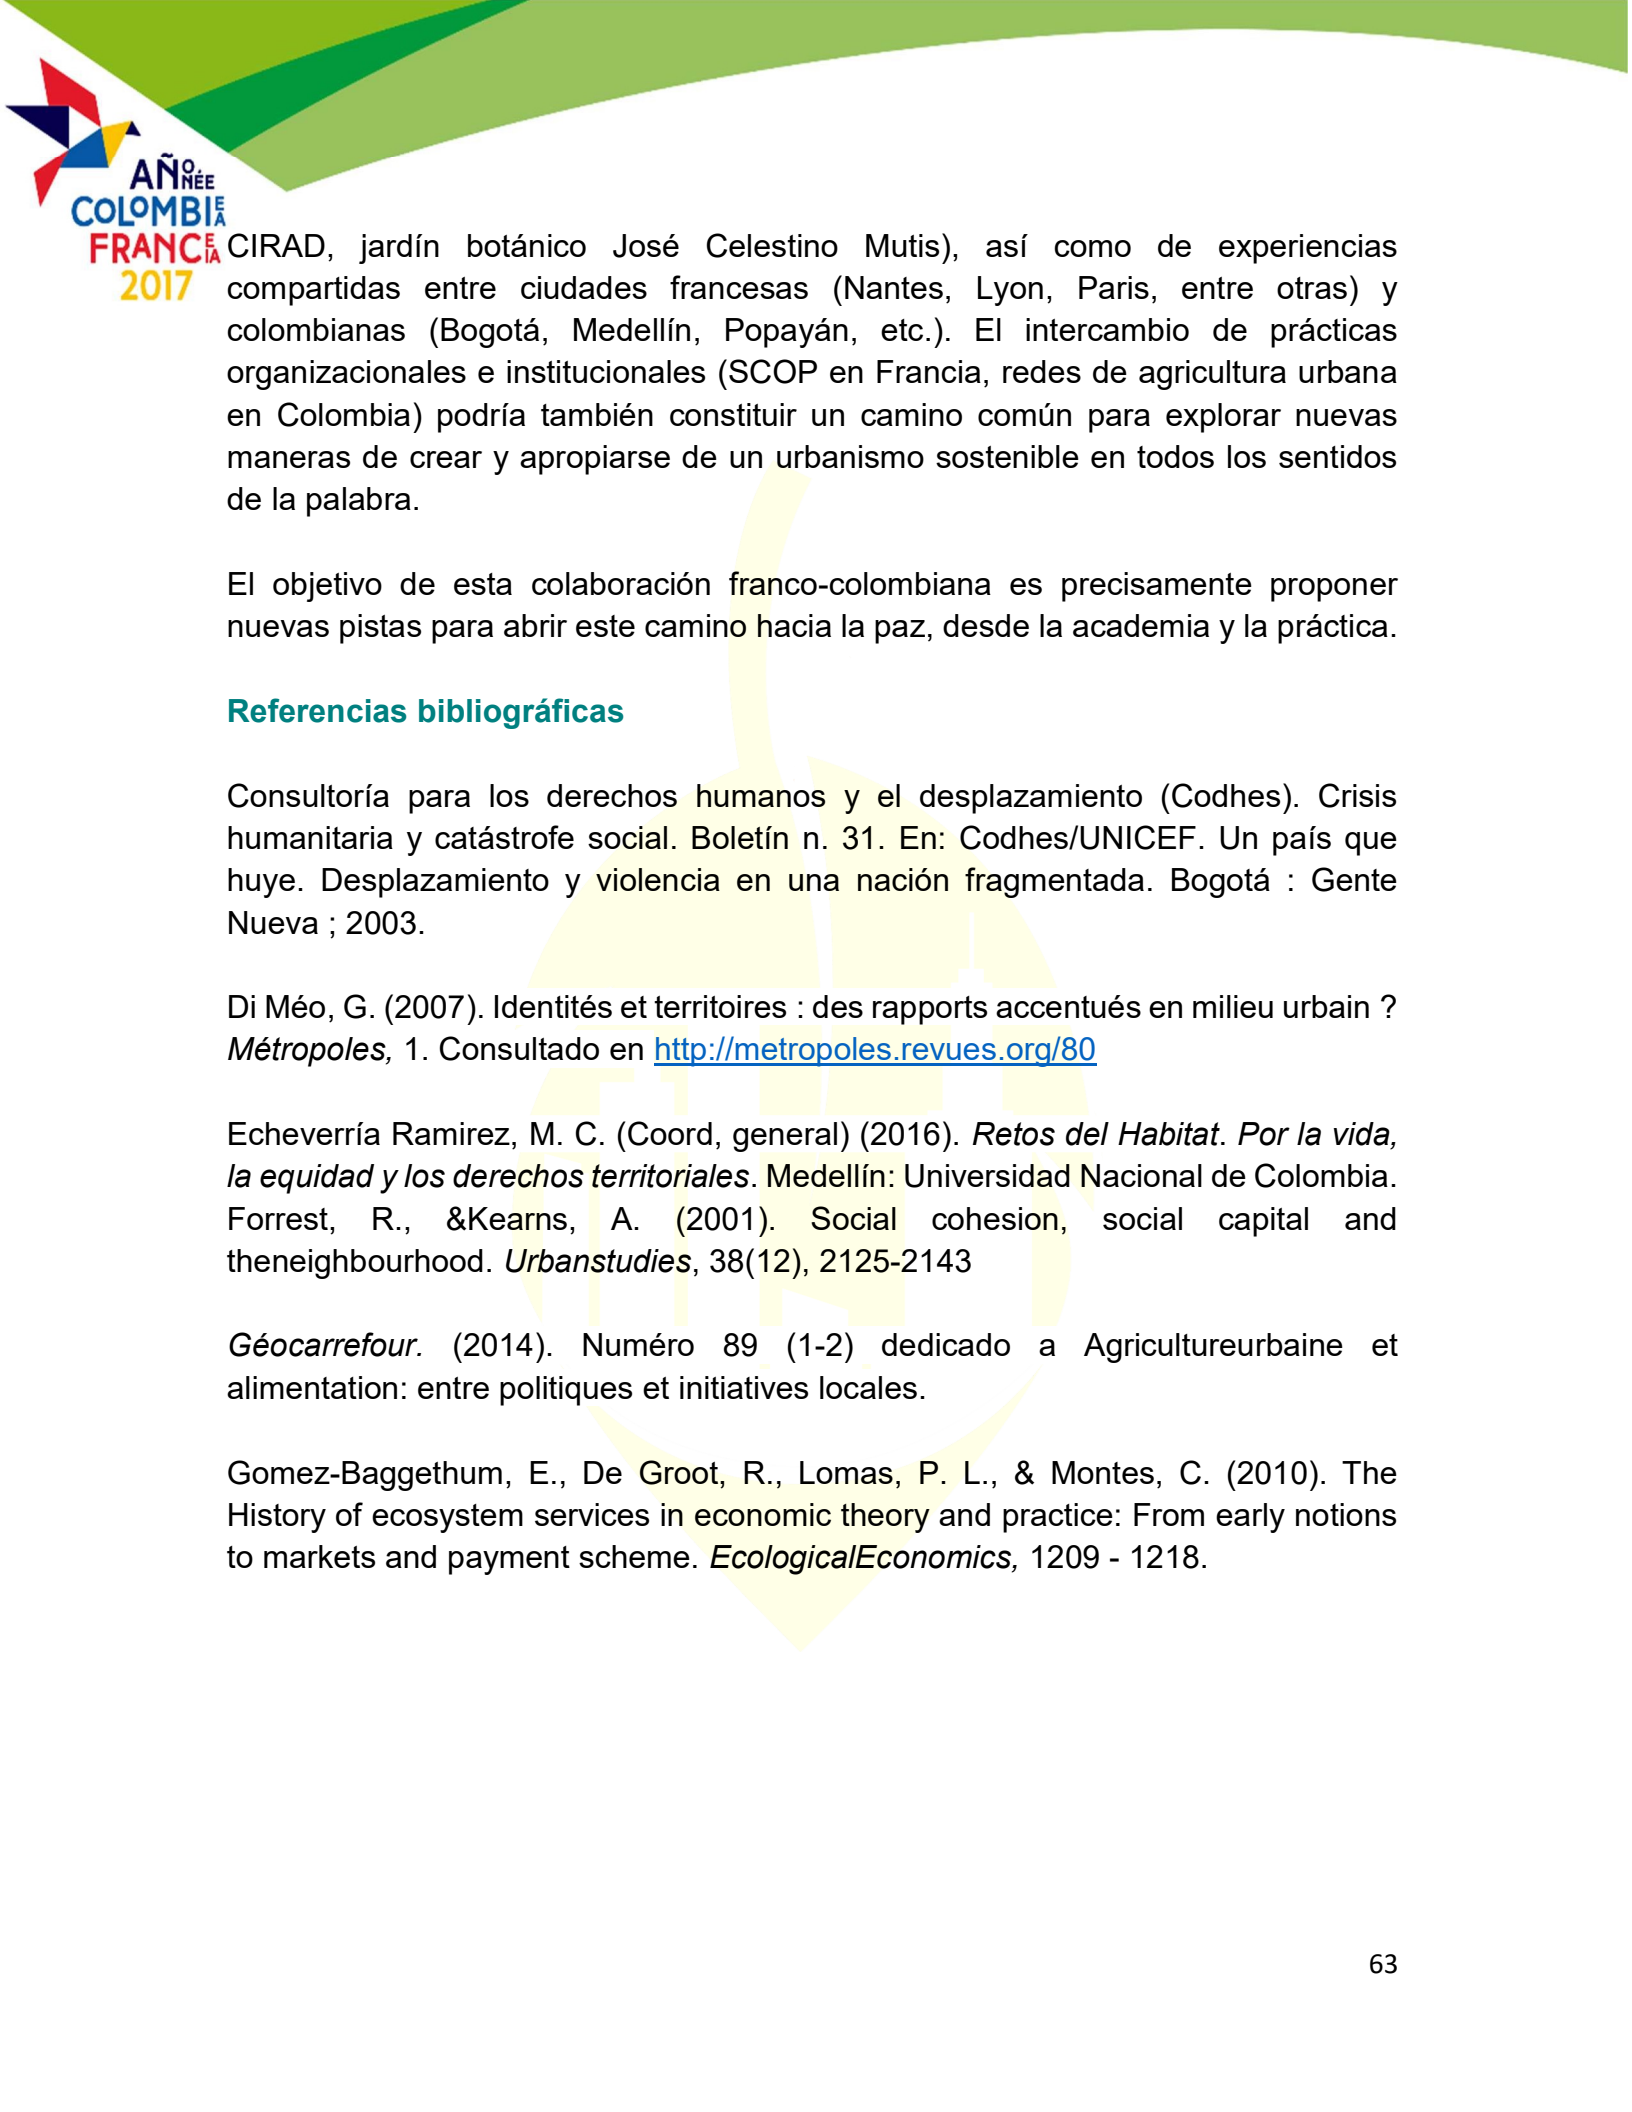 AÑO NÉE
COLOMBIE A
FRANCE IA
2017
CIRAD, jardín botánico José Celestino Mutis), así como de experiencias
compartidas entre ciudades francesas (Nantes, Lyon, Paris, entre otras) y
colombianas (Bogotá, Medellín, Popayán, etc.). El intercambio de prácticas
organizacionales e institucionales (SCOP en Francia, redes de agricultura urbana
en Colombia) podría también constituir un camino común para explorar nuevas
maneras de crear y apropiarse de un urbanismo sostenible en todos los sentidos
de la palabra.
El objetivo de esta colaboración franco-colombiana es precisamente proponer
nuevas pistas para abrir este camino hacia la paz, desde la academia y la práctica.
Referencias bibliográficas
Consultoría para los derechos humanos y el desplazamiento (Codhes). Crisis
humanitaria y catástrofe social. Boletín n. 31. En: Codhes/UNICEF. Un país que
huye. Desplazamiento y violencia en una nación fragmentada. Bogotá : Gente
Nueva ; 2003.
Di Méo, G. (2007). Identités et territoires : des rapports accentués en milieu urbain ?
Métropoles, 1. Consultado en http://metropoles.revues.org/80
Echeverría Ramirez, M. C. (Coord, general) (2016). Retos del Habitat. Por la vida,
la equidad y los derechos territoriales. Medellín: Universidad Nacional de Colombia.
Forrest, R., &Kearns, A. (2001). Social cohesion, social capital and
theneighbourhood. Urbanstudies, 38(12), 2125-2143
Géocarrefour. (2014). Numéro 89 (1-2) dedicado a Agricultureurbaine et
alimentation: entre politiques et initiatives locales.
Gomez-Baggethum, E., De Groot, R., Lomas, P. L., & Montes, C. (2010). The
History of ecosystem services in economic theory and practice: From early notions
to markets and payment scheme. EcologicalEconomics, 1209 - 1218.
63